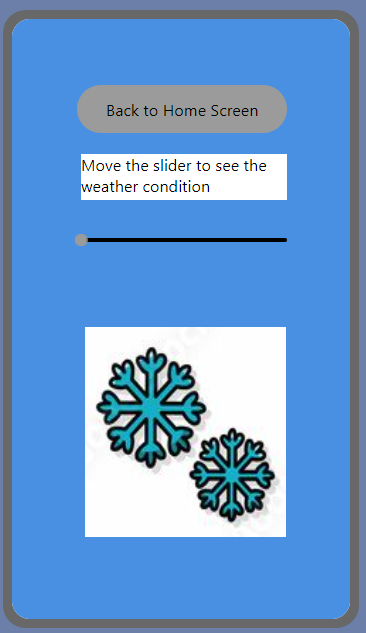 Back to Home Screen
Move the slider to see the
weather condition